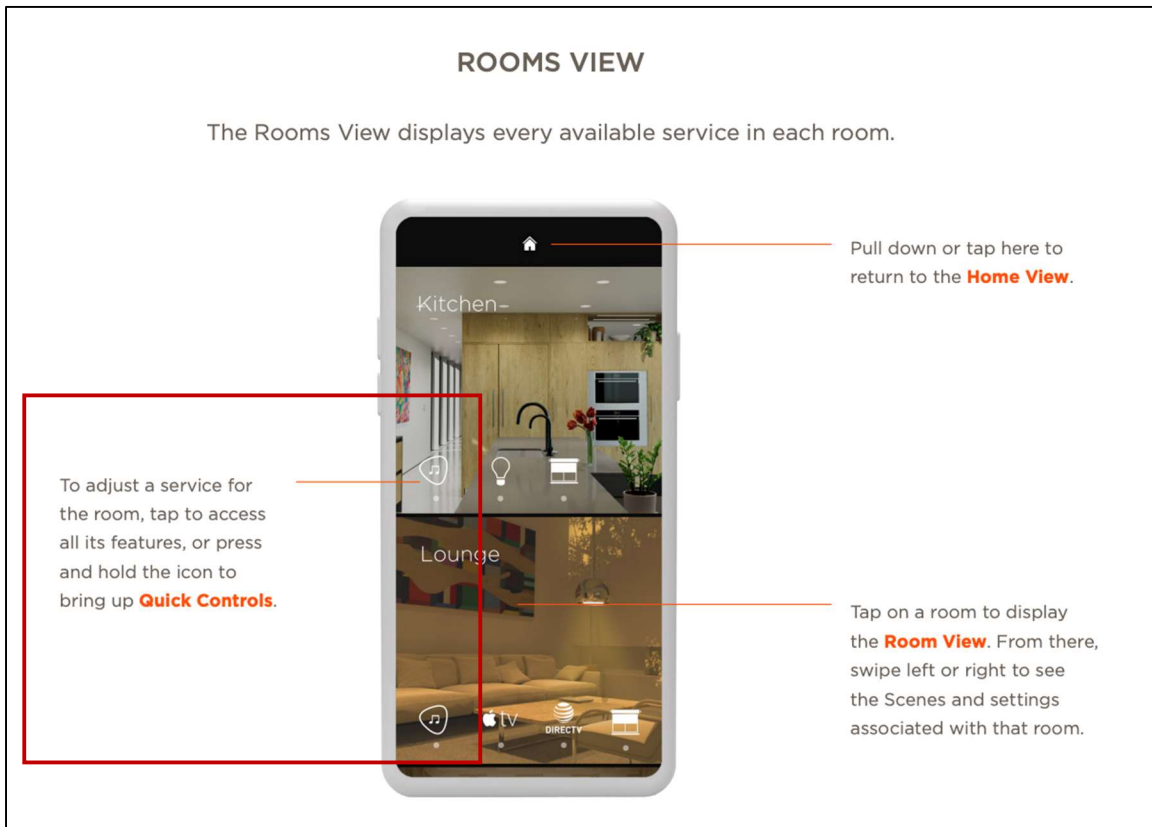 ROOMS VIEW
The Rooms View displays every available service in each room.
Pull down or tap here to
return to the Home View.
Kitchen
To adjust a service for
the room, tap to access
all its features, or press
and hold the icon to
bring up Quick Controls.
Lounge
Tap on a room to display
the Room View. From there,
swipe left or right to see
the Scenes and settings
associated with that room.
tv
DIRECTV